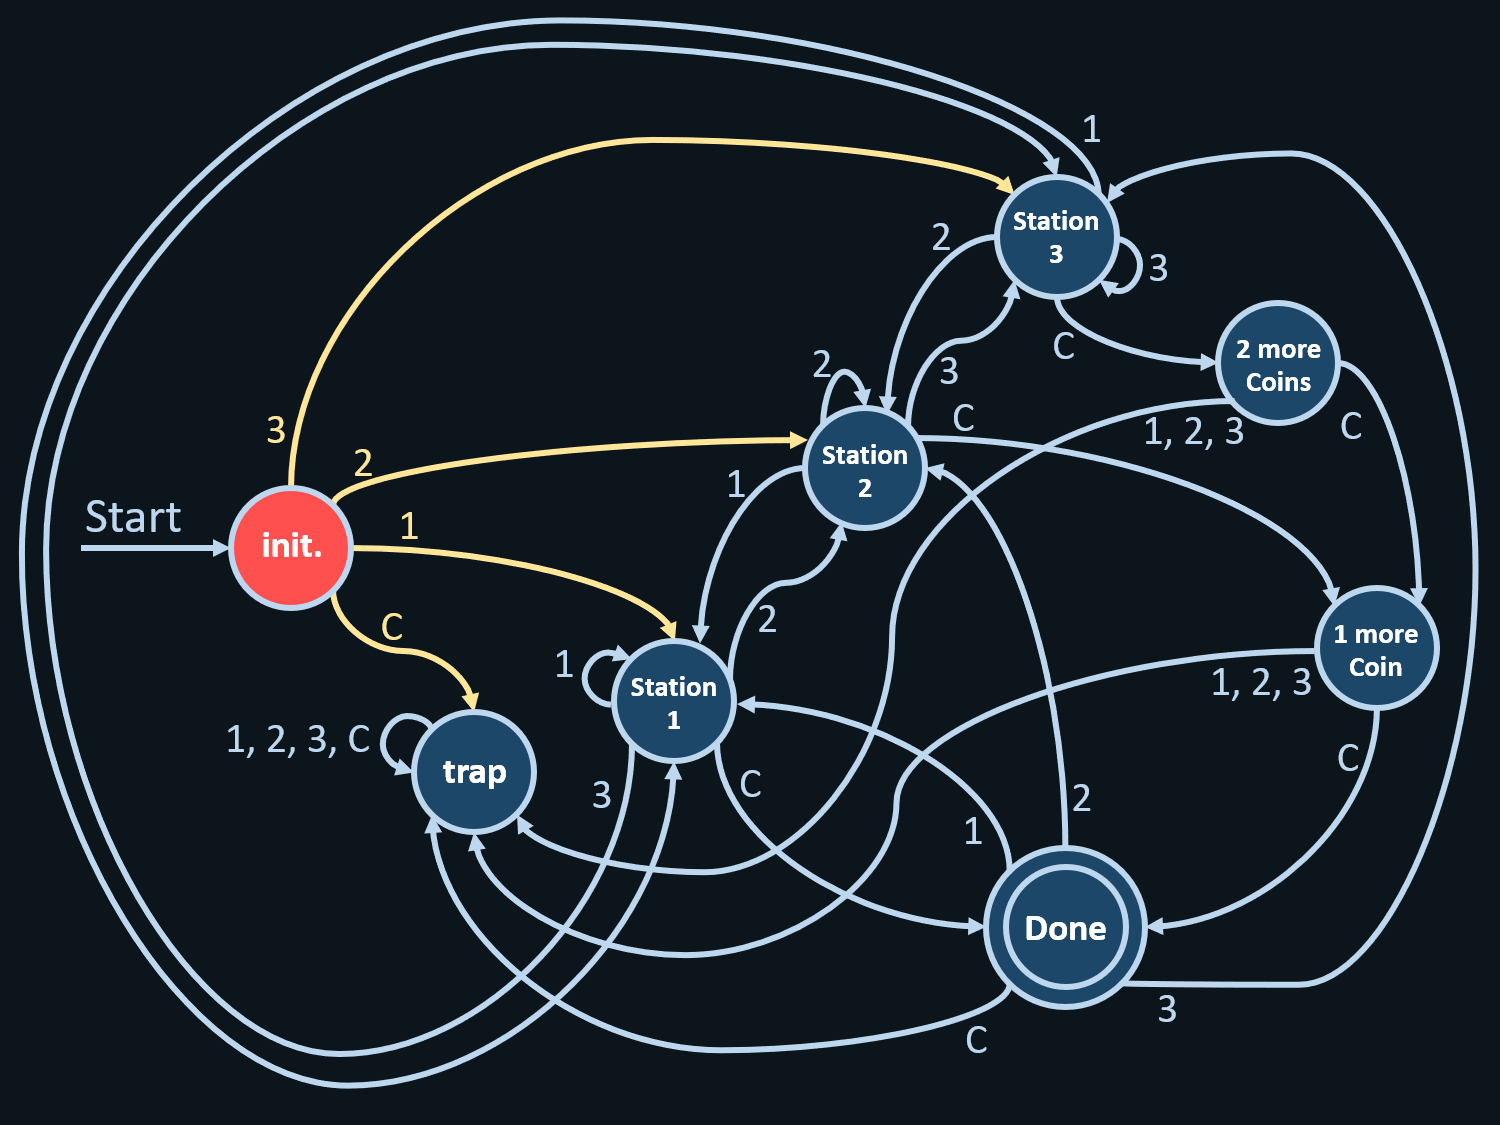 1
Station
3
2
3
2 more
Coins
C
3
2
C
1, 2, 3
C
3
2
Station
2
1
Start
1
init.
2
C
1 more
Coin
1
Station
1
1, 2, 3
1, 2, 3, C
trap
3
C
C
2
1
Done
3
C